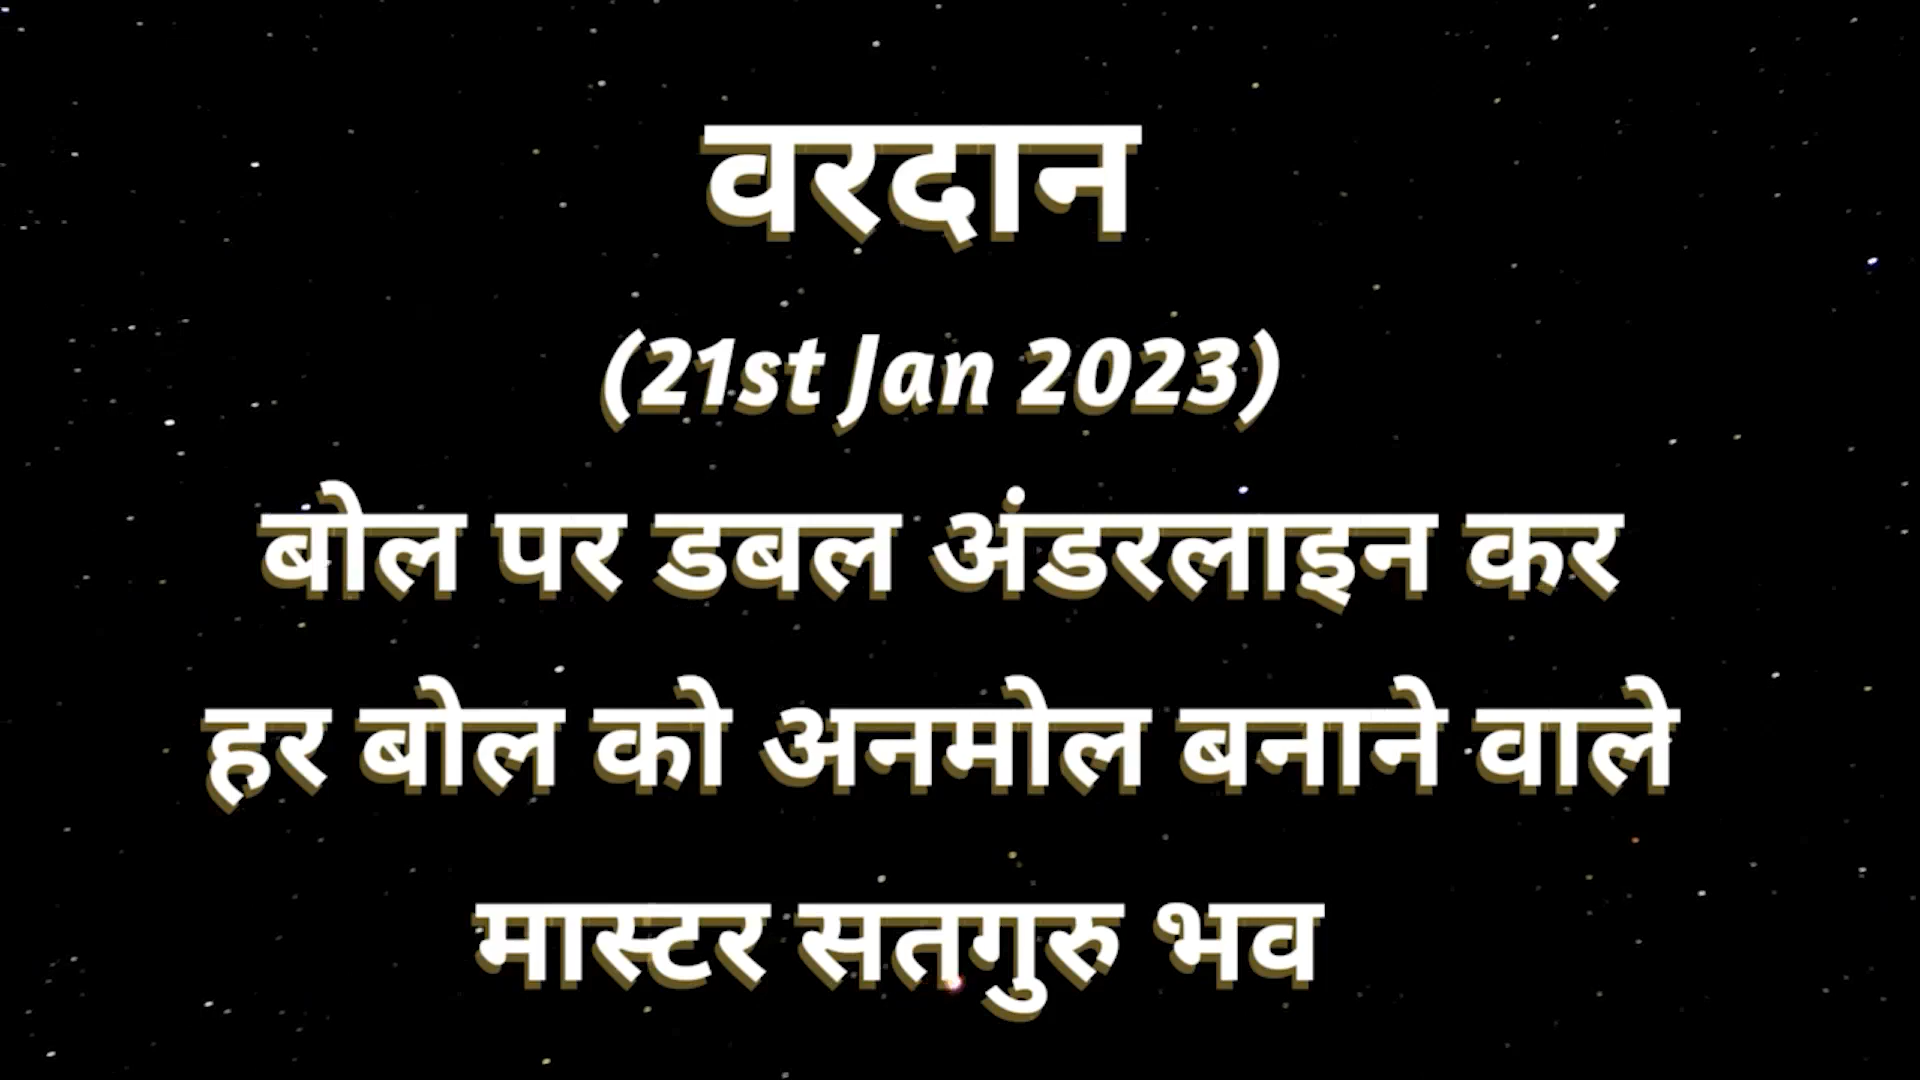 वरदान
(21st Jan 2023)
बोल पर डबल अंडरलाइन कर
हर बोल को अनमोल बनाने वाले
मास्टर सतगुरु भव